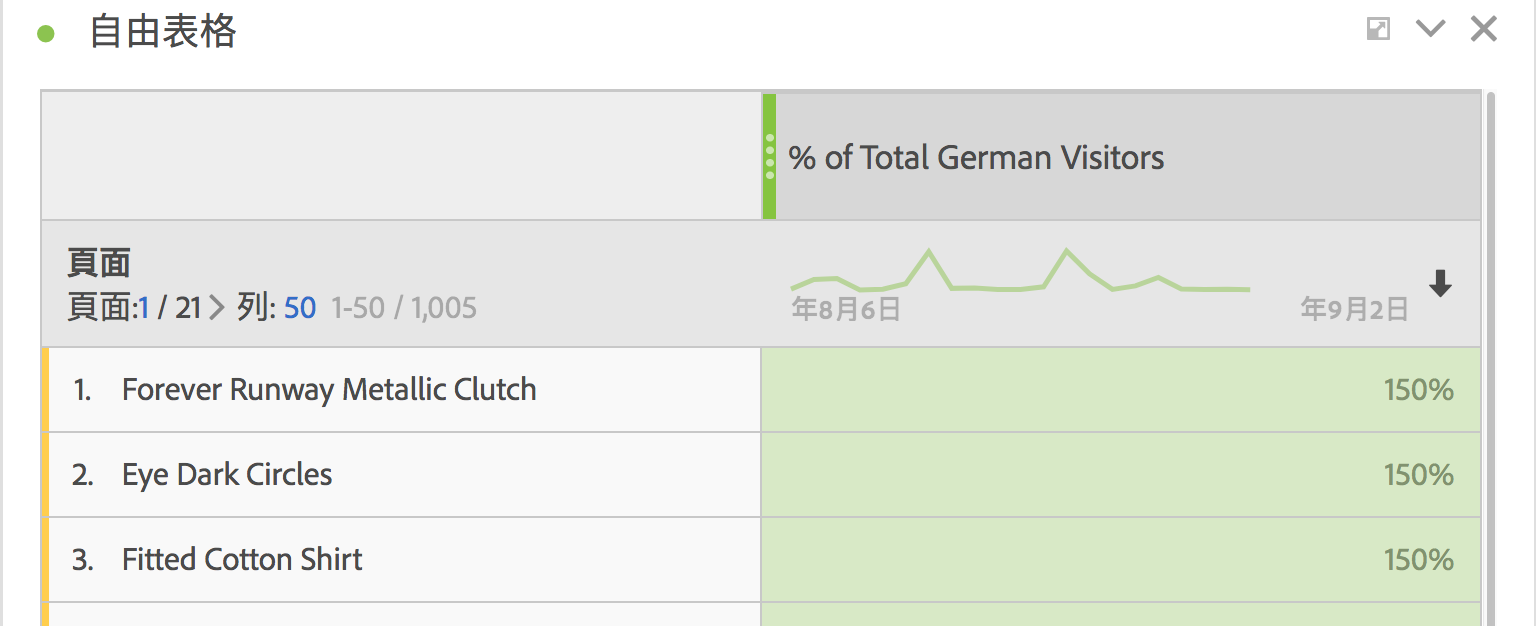 自由表格
% of Total German Visitors
頁面
頁面:1 / 21 列: 50 1-50 / 1,005
年8月6日 年9月2日
1. Forever Runway Metallic Clutch 150%
2. Eye Dark Circles 150%
3. Fitted Cotton Shirt 150%